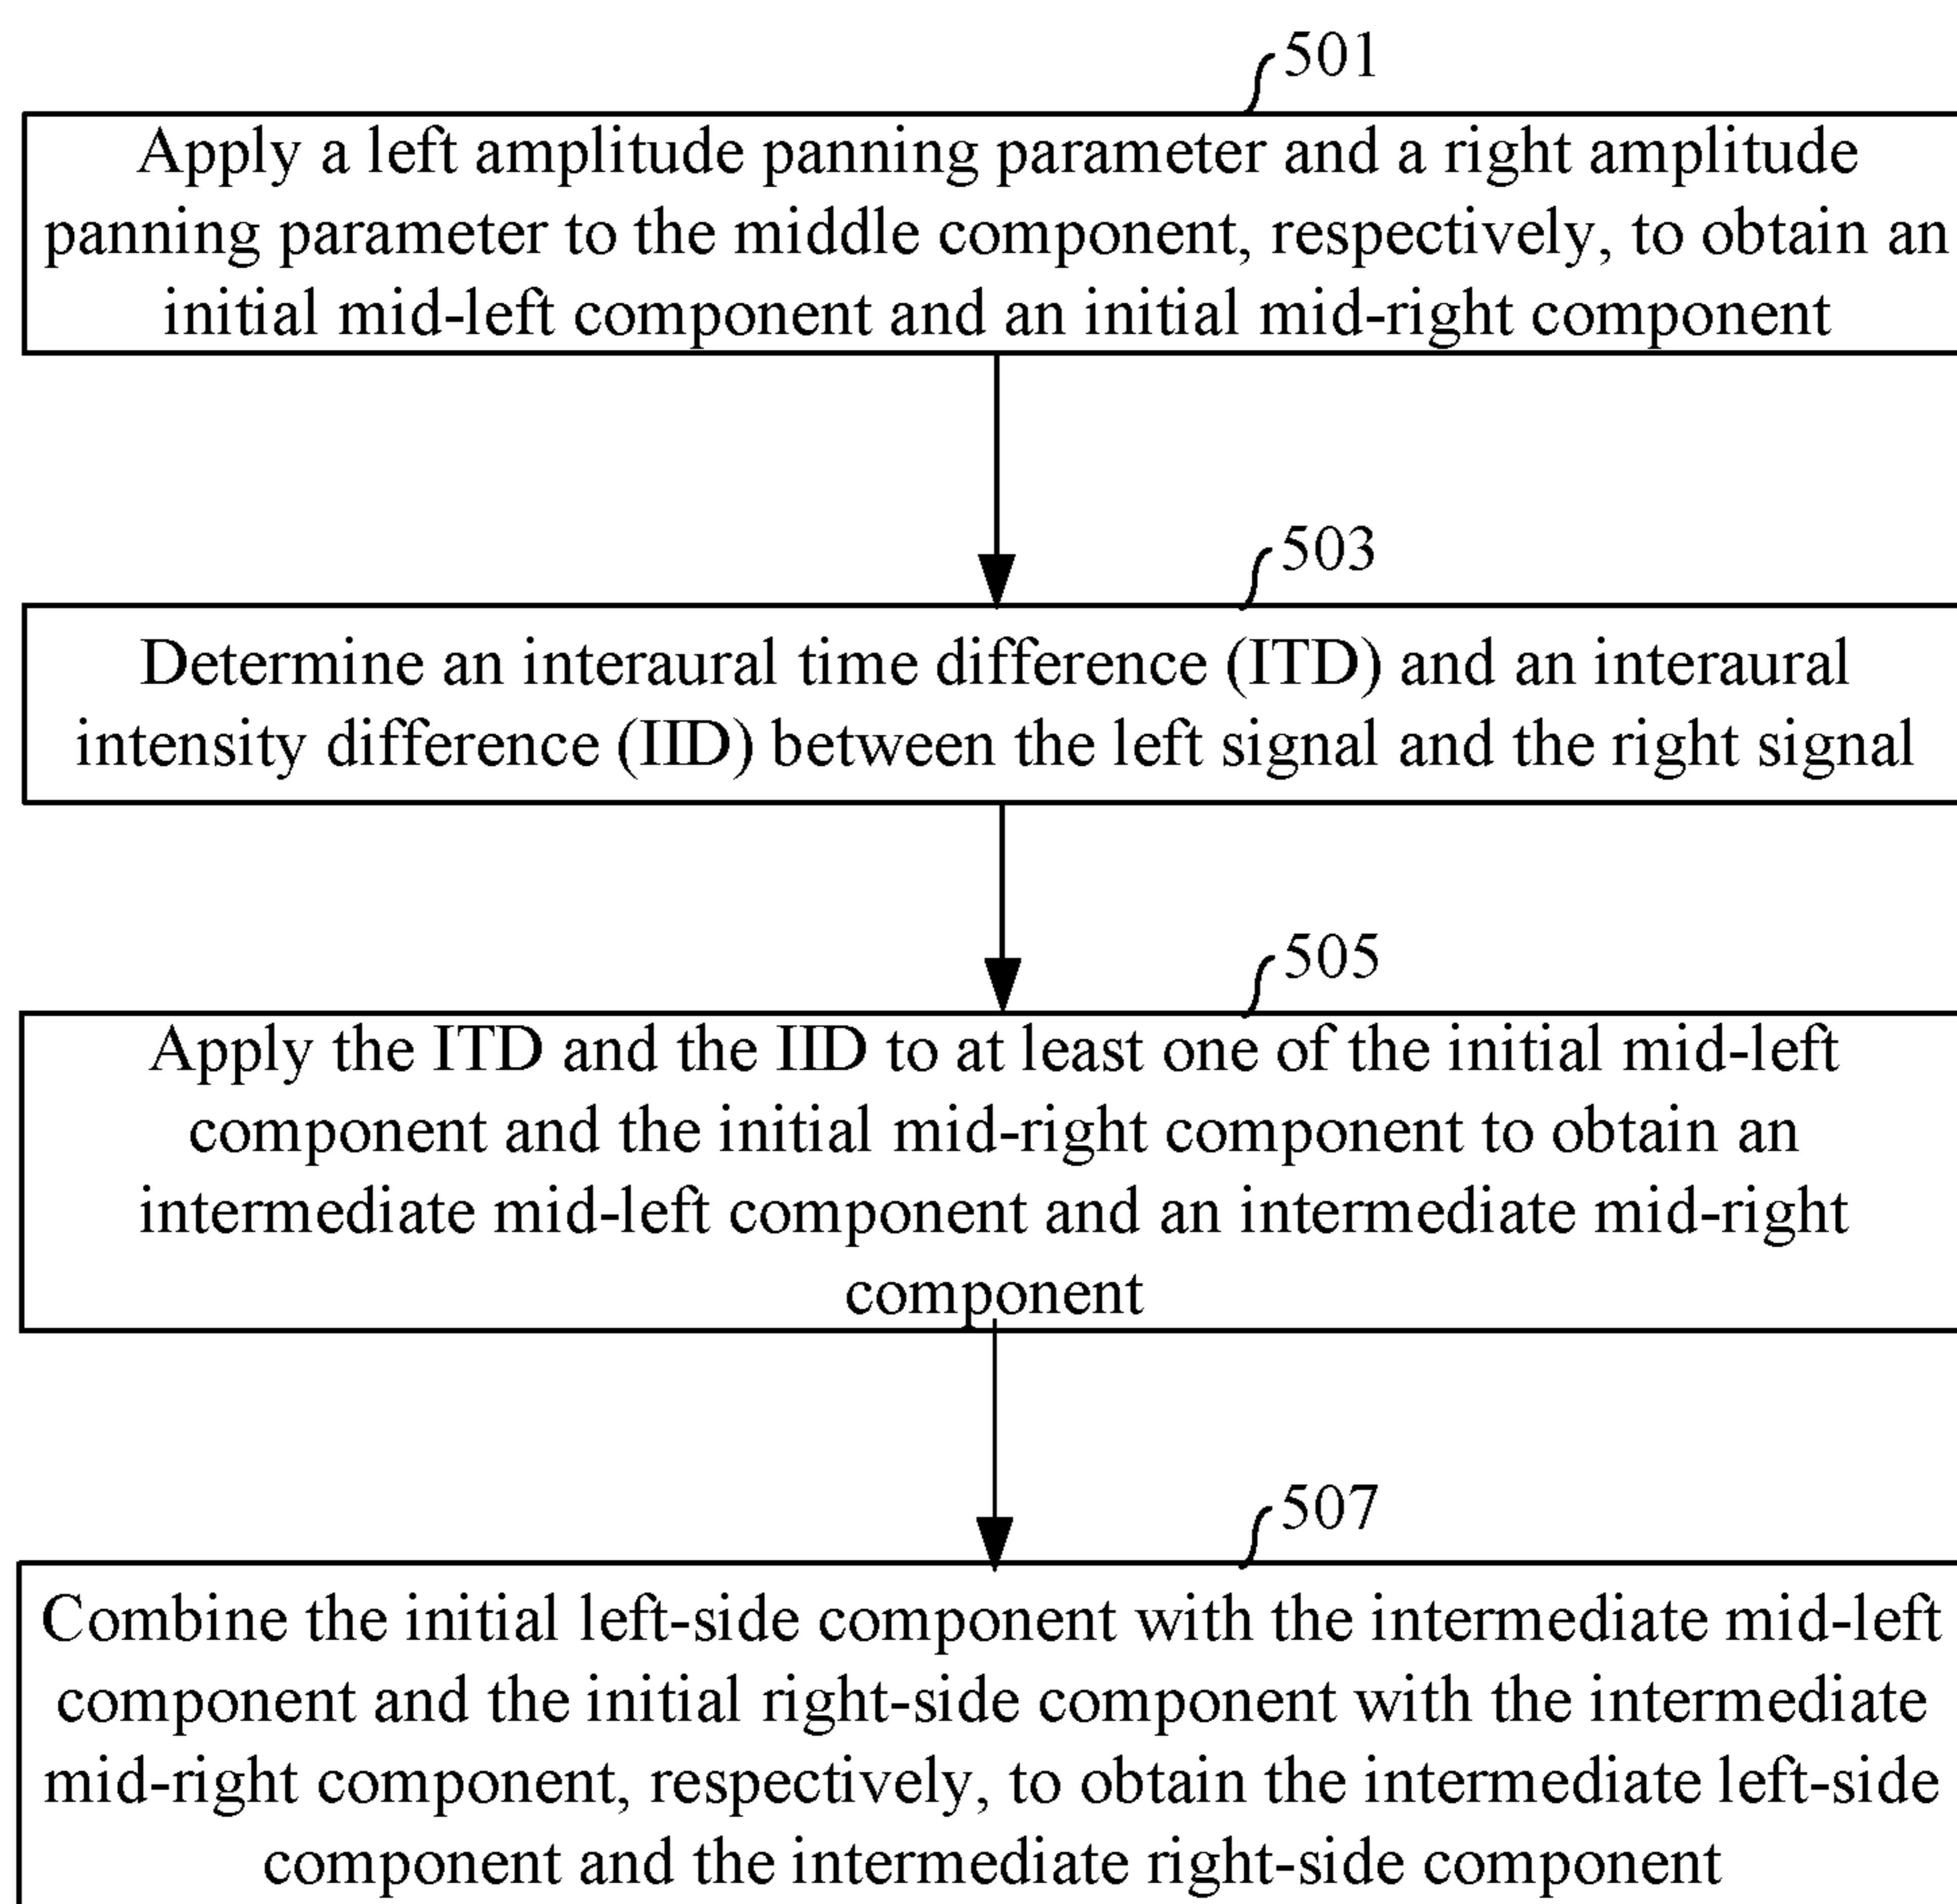 501
Apply a left amplitude panning parameter and a right amplitude
panning parameter to the middle component, respectively, to obtain an
initial mid-left component and an initial mid-right component
503
Determine an interaural time difference (ITD) and an interaural
intensity difference (IID) between the left signal and the right signal
505
Apply the ITD and the IID to at least one of the initial mid-left
component and the initial mid-right component to obtain an
intermediate mid-left component and an intermediate mid-right
component
507
Combine the initial left-side component with the intermediate mid-left
component and the initial right-side component with the intermediate
mid-right component, respectively, to obtain the intermediate left-side
component and the intermediate right-side component